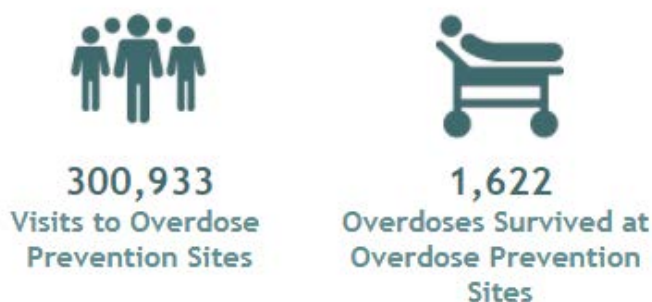 300,933
Visits to Overdose
Prevention Sites
1,622
Overdoses Survived at
Overdose Prevention
Sites